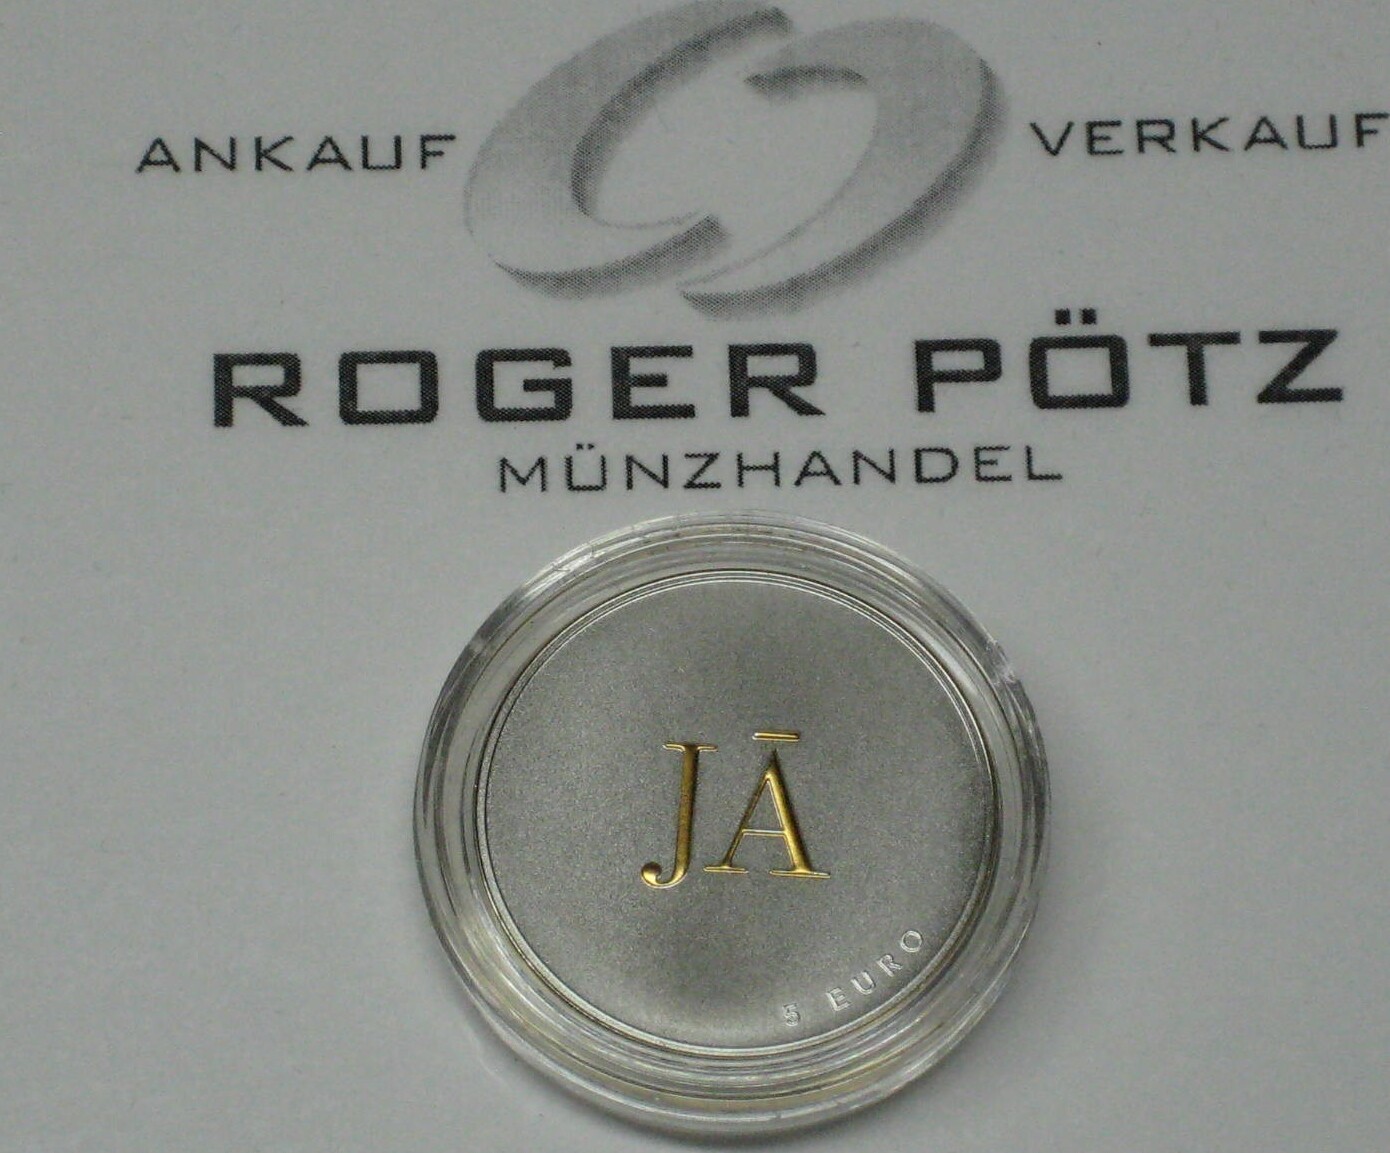 ANKAUF VERKAUF
ROGER PÖTZ
MÜNZHANDEL
JĀ
5 EURO